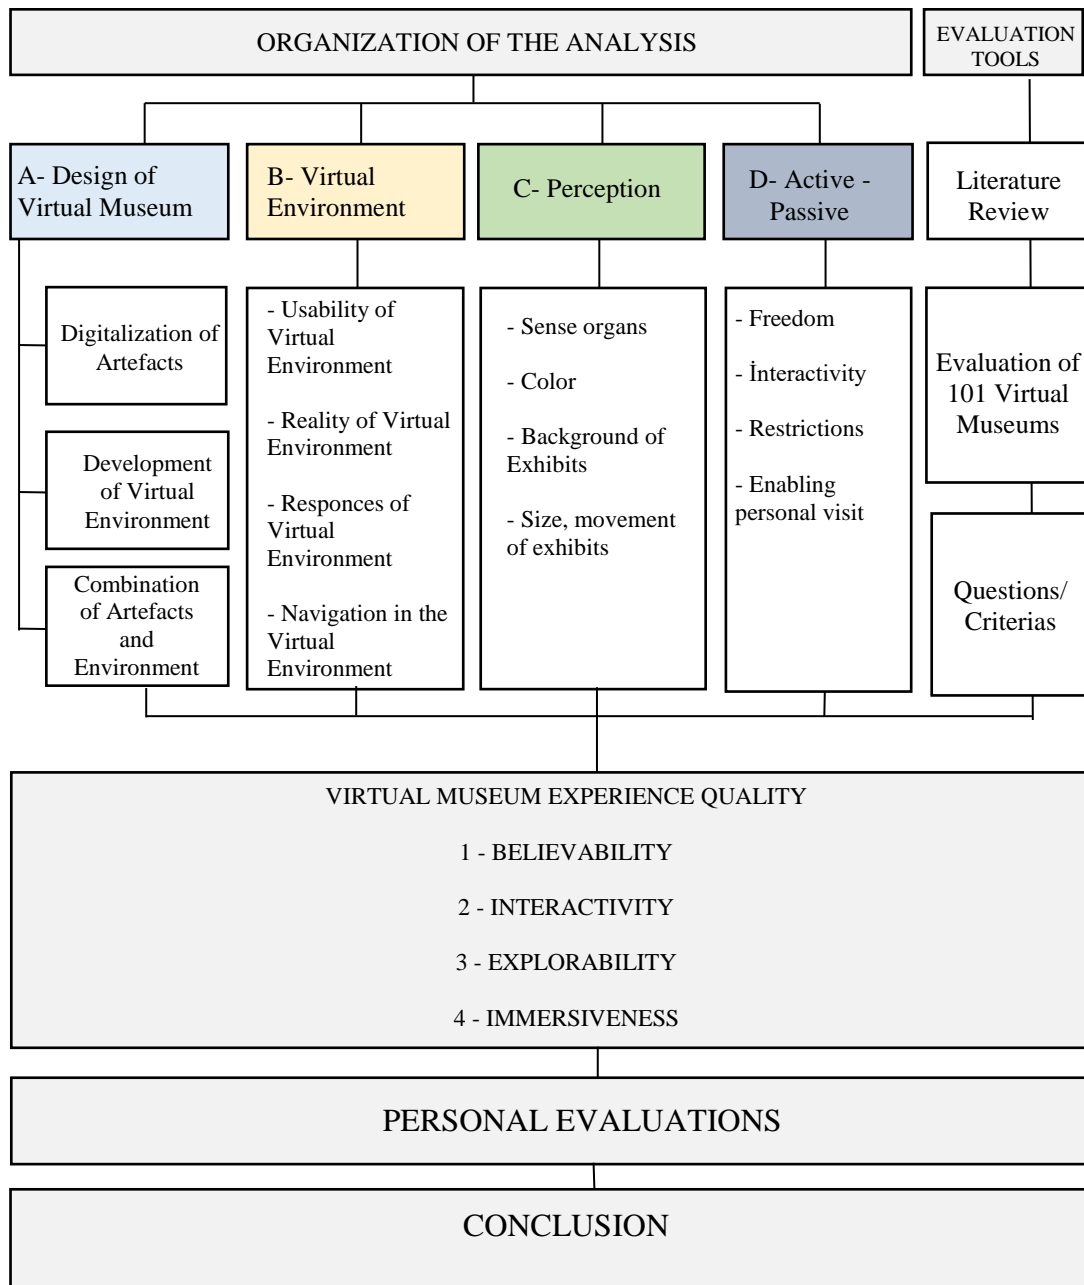 ORGANIZATION OF THE ANALYSIS
EVALUATION
TOOLS
A- Design of
Virtual Museum
B- Virtual
Environment
C- Perception
D- Active -
Passive
Literature
Review
Digitalization of
Artefacts
Development
of Virtual
Environment
Combination
of Artefacts
and
Environment
- Usability of
Virtual
Environment
- Reality of Virtual
Environment
- Responces of
Virtual
Environment
- Navigation in the
Virtual
Environment
- Sense organs
- Color
- Background of
Exhibits
- Size, movement
of exhibits
- Freedom
- İnteractivity
- Restrictions
- Enabling
personal visit
Evaluation of
101 Virtual
Museums
Questions/
Criterias
VIRTUAL MUSEUM EXPERIENCE QUALITY
1 - BELIEVABILITY
2 - INTERACTIVITY
3 - EXPLORABILITY
4 - IMMERSIVENESS
PERSONAL EVALUATIONS
CONCLUSION